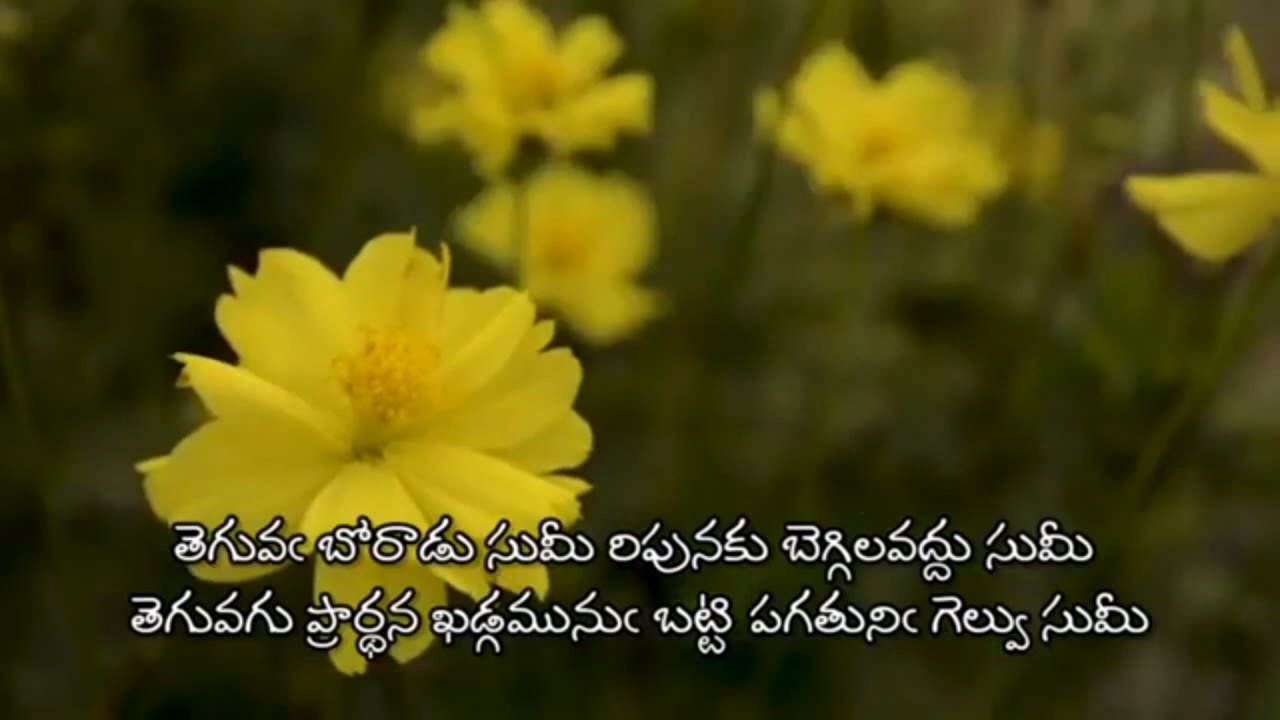 తెగువఁ బోరాడు సుమీ రిపునకు బెగ్గిలవద్దు సుమీ
తెగువగు ప్రార్థన ఖడ్గమునుఁ బట్టి పగతునిఁ గెల్వు సుమీ